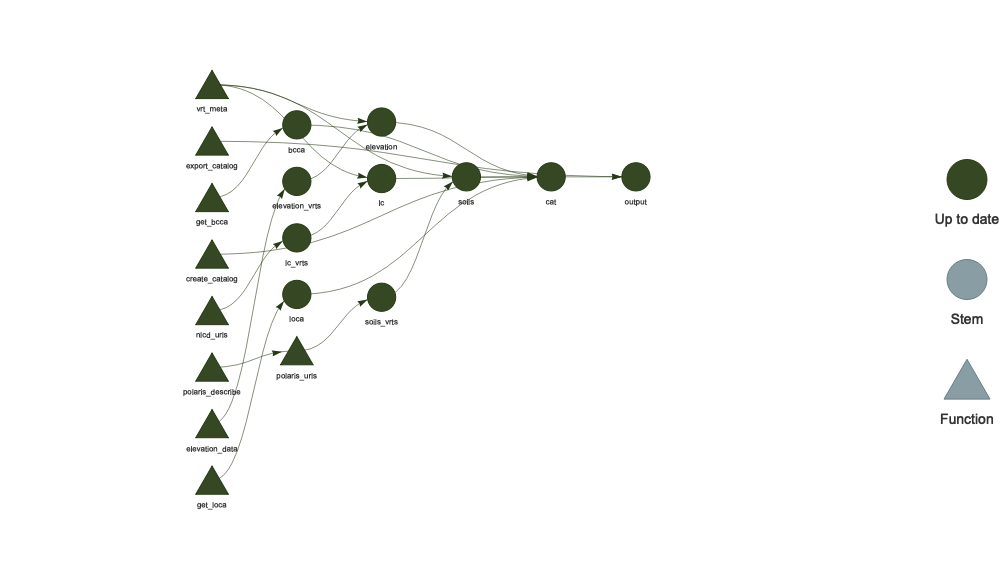 vrt_meta
export_catalog
get_bcca
create_catalog
nlcd_urls
polaris_describe
elevation_data
get_loca
bcca
elevation_vrts
lc_vrts
loca
polaris_urls
elevation
lc
soils_vrts
soils
cat
output
Up to date
Stem
Function